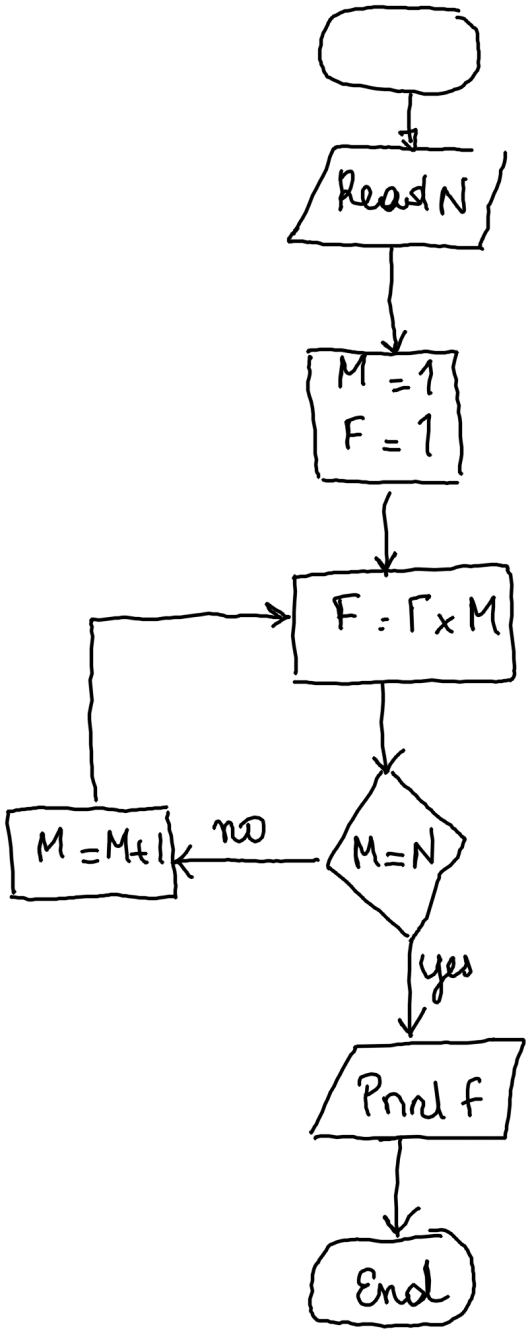 Read N
M = 1
F = 1
F = F x M
M = N
no
M = M+1
yes
Print F
End